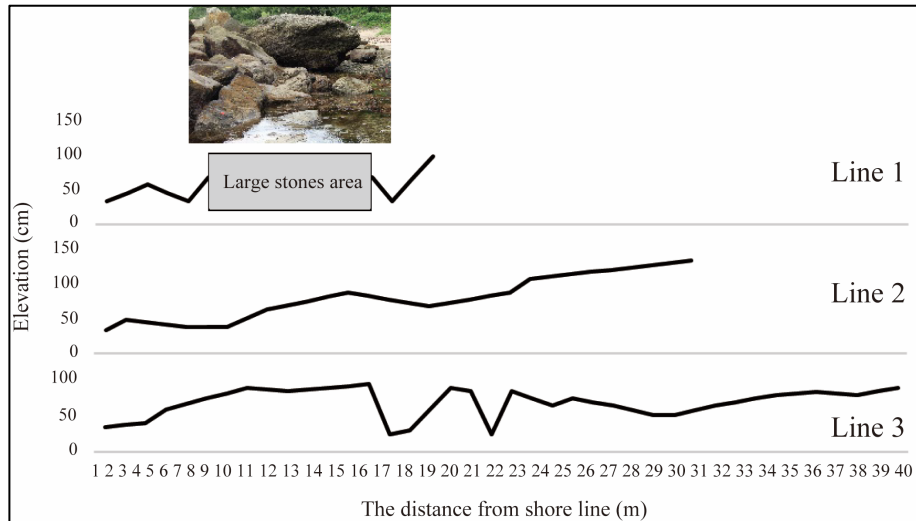 150
100
50
0
Large stones area
Line 1
Elevation (cm)
150
100
50
0
Line 2
100
50
0
Line 3
1 2 3 4 5 6 7 8 9 10 11 12 13 14 15 16 17 18 19 20 21 22 23 24 25 26 27 28 29 30 31 32 33 34 35 36 37 38 39 40
The distance from shore line (m)